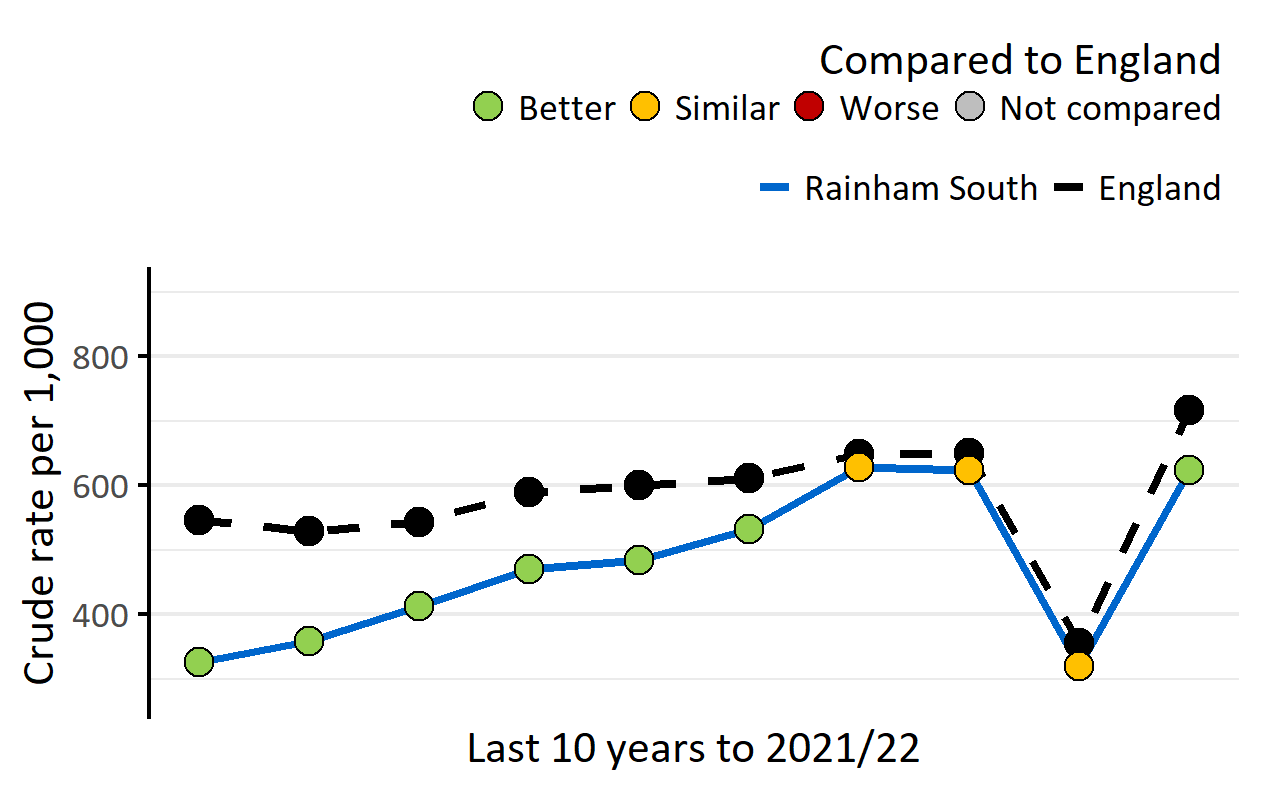 Compared to England
Better Similar Worse Not compared
Rainham South England
Crude rate per 1,000
800
600
400
Last 10 years to 2021/22